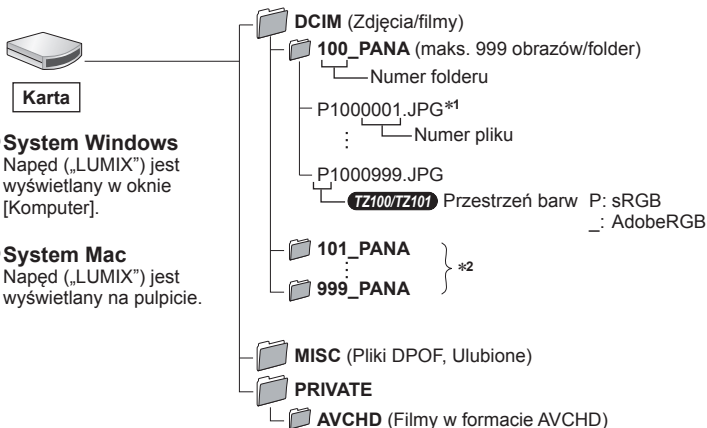 Karta
System Windows
Napęd („LUMIX”) jest
wyświetlany w oknie
[Komputer].
System Mac
Napęd („LUMIX”) jest
wyświetlany na pulpicie.
DCIM (Zdjęcia/filmy)
100_PANA (maks. 999 obrazów/folder)
Numer folderu
P1000001.JPG*1
Numer pliku
⋮
P1000999.JPG
TZ100/TZ101 Przestrzeń barw P: sRGB
_: AdobeRGB
101_PANA
⋮ *2
999_PANA
MISC (Pliki DPOF, Ulubione)
PRIVATE
AVCHD (Filmy w formacie AVCHD)